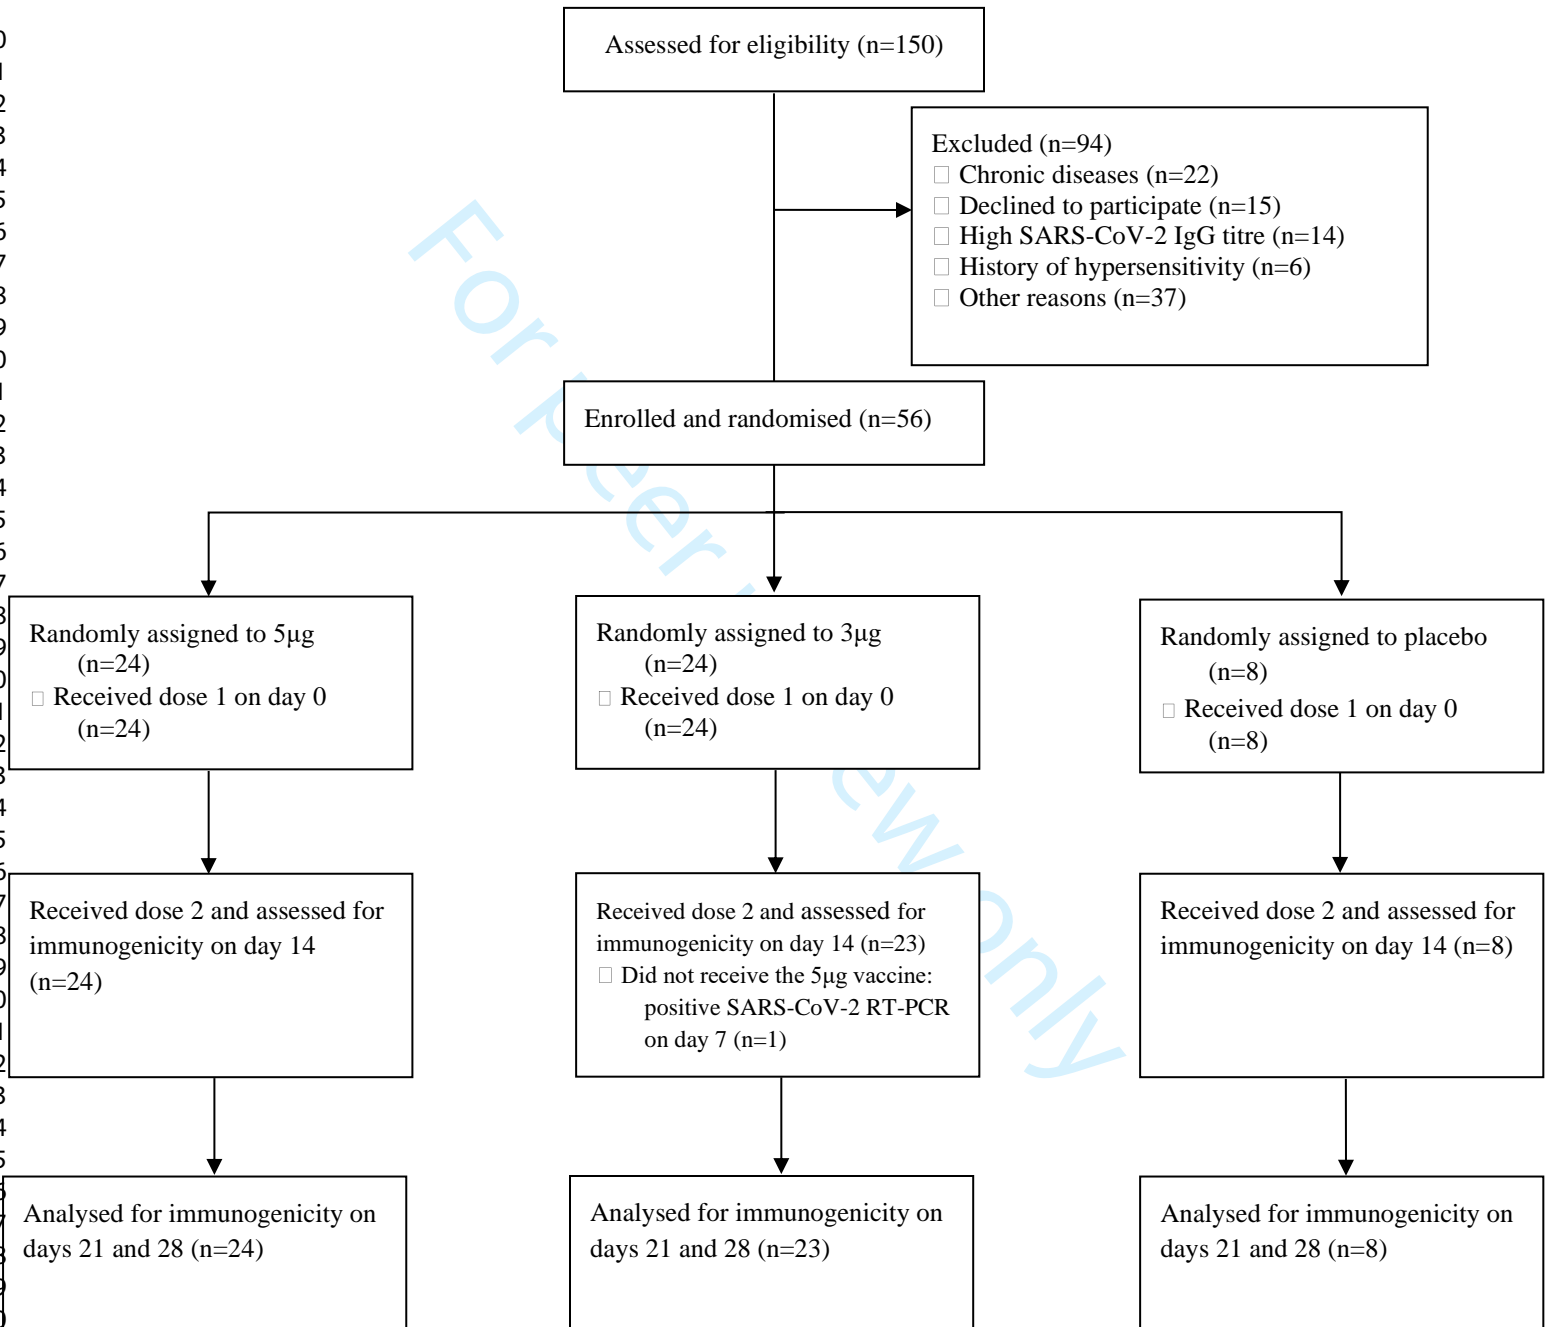 Assessed for eligibility (n=150)
Excluded (n=94)
□ Chronic diseases (n=22)
□ Declined to participate (n=15)
□ High SARS-CoV-2 IgG titre (n=14)
□ History of hypersensitivity (n=6)
□ Other reasons (n=37)
Enrolled and randomised (n=56)
Randomly assigned to 5µg
(n=24)
□ Received dose 1 on day 0
(n=24)
Randomly assigned to 3µg
(n=24)
□ Received dose 1 on day 0
(n=24)
Randomly assigned to placebo
(n=8)
□ Received dose 1 on day 0
(n=8)
Received dose 2 and assessed for
immunogenicity on day 14
(n=24)
Received dose 2 and assessed for
immunogenicity on day 14 (n=23)
□ Did not receive the 5µg vaccine:
positive SARS-CoV-2 RT-PCR
on day 7 (n=1)
Received dose 2 and assessed for
immunogenicity on day 14 (n=8)
Analysed for immunogenicity on
days 21 and 28 (n=24)
Analysed for immunogenicity on
days 21 and 28 (n=23)
Analysed for immunogenicity on
days 21 and 28 (n=8)
For peer review only